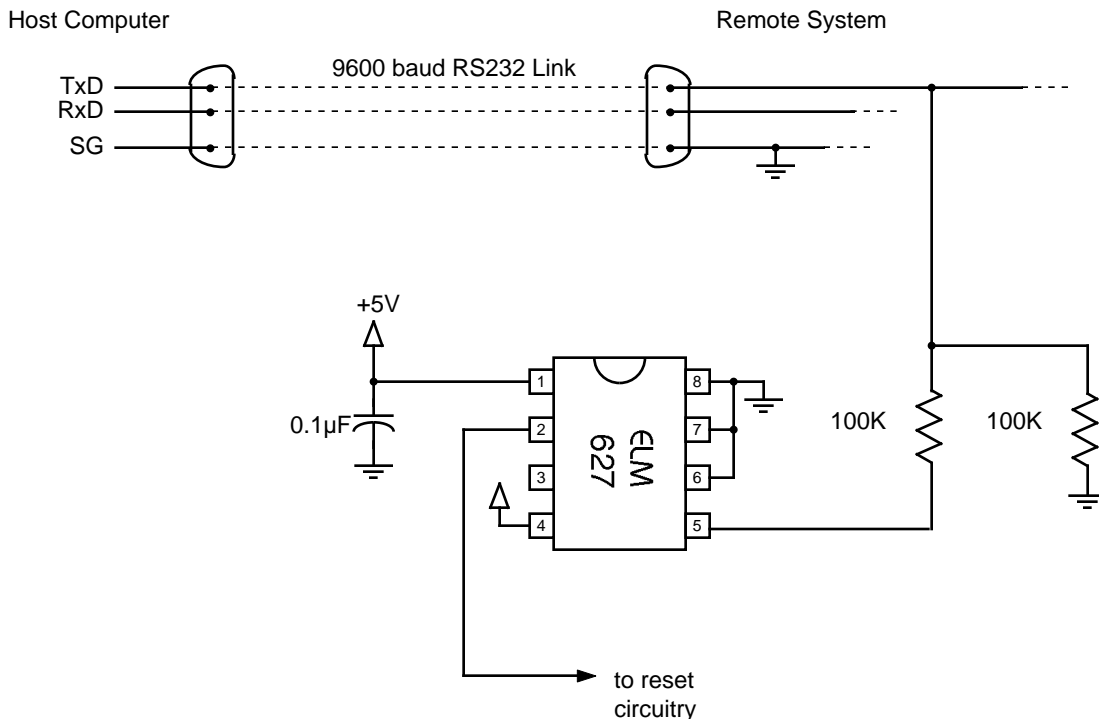 Host Computer
Remote System
9600 baud RS232 Link
TxD
RxD
SG
+5V
0.1µF
1
2
3
4
8
7
6
5
ELM
627
100K
100K
to reset
circuitry